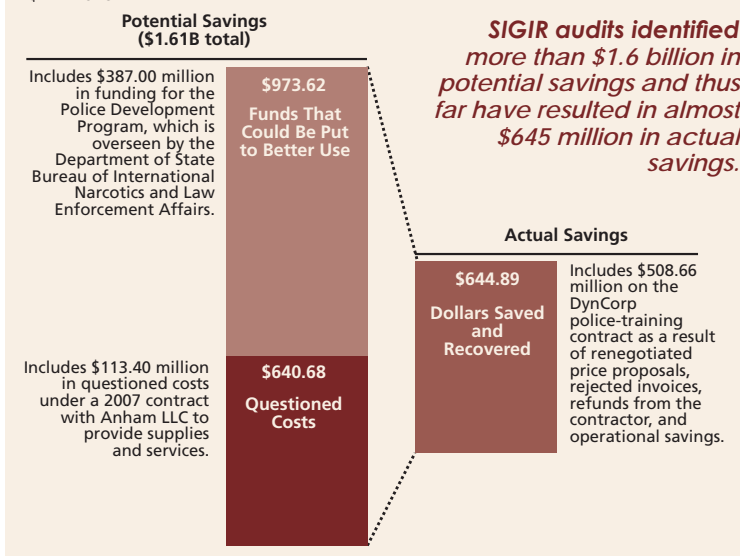 Potential Savings
($1.61B total)
SIGIR audits identified
more than $1.6 billion in
potential savings and thus
far have resulted in almost
$645 million in actual
savings.
Includes $387.00 million
in funding for the
Police Development
Program, which is
overseen by the
Department of State
Bureau of International
Narcotics and Law
Enforcement Affairs.
$973.62
Funds That
Could Be Put
to Better Use
Actual Savings
$644.89
Dollars Saved
and
Recovered
Includes $508.66
million on the
DynCorp
police-training
contract as a result
of renegotiated
price proposals,
rejected invoices,
refunds from the
contractor, and
operational savings.
Includes $113.40 million
in questioned costs
under a 2007 contract
with Anham LLC to
provide supplies
and services.
$640.68
Questioned
Costs